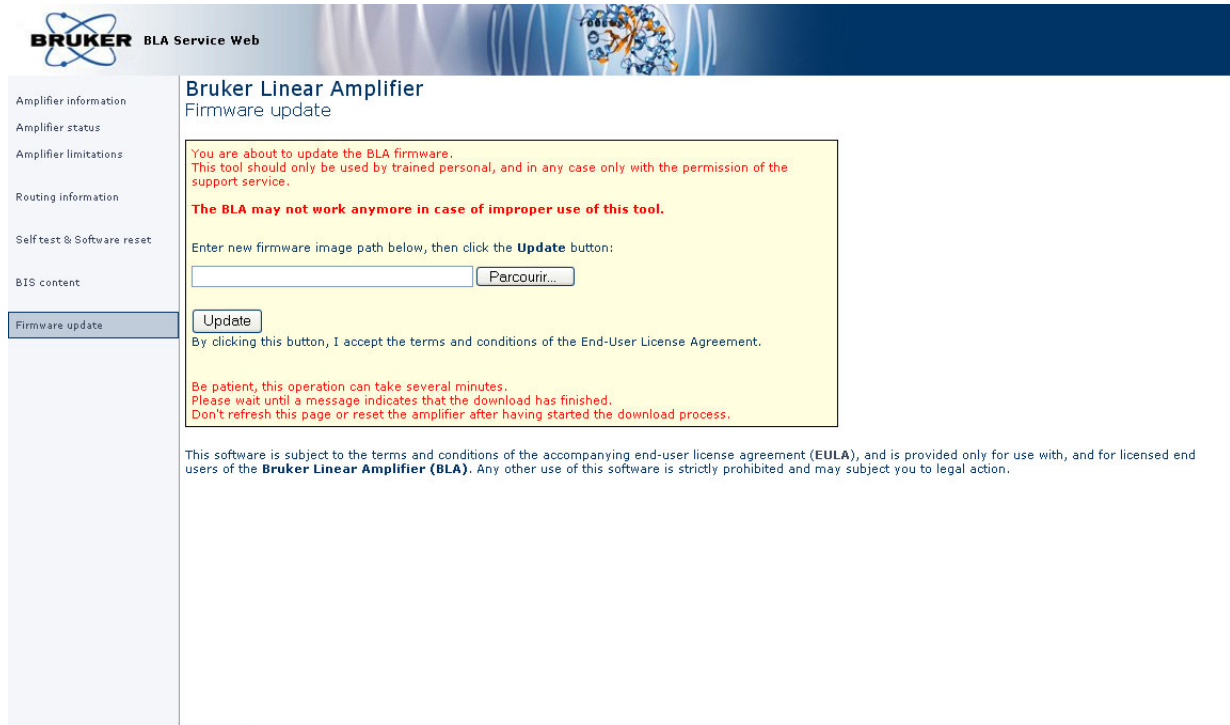 BRUKER BLA Service Web
Amplifier information
Amplifier status
Amplifier limitations
Routing information
Self test & Software reset
BIS content
Firmware update
Bruker Linear Amplifier
Firmware update
You are about to update the BLA firmware.
This tool should only be used by trained personal, and in any case only with the permission of the
support service.
The BLA may not work anymore in case of improper use of this tool.
Enter new firmware image path below, then click the Update button:
Parcourir...
Update
By clicking this button, I accept the terms and conditions of the End-User License Agreement.
Be patient, this operation can take several minutes.
Please wait until a message indicates that the download has finished.
Don't refresh this page or reset the amplifier after having started the download process.
This software is subject to the terms and conditions of the accompanying end-user license agreement (EULA), and is provided only for use with, and for licensed end
users of the Bruker Linear Amplifier (BLA). Any other use of this software is strictly prohibited and may subject you to legal action.